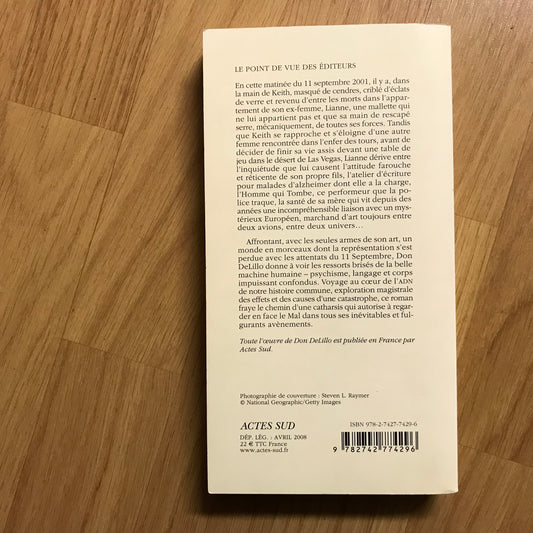 LE POINT DE VUE DES ÉDITEURS
En cette matinée du 11 septembre 2001, il y a, dans
la main de Keith, masqué de cendres, criblé d'éclats
de verre et revenu d'entre les morts dans l'appar-
tement de son ex-femme, Lianne, une mallette qui
ne lui appartient pas et que sa main de rescapé
serre, mécaniquement, de toutes ses forces. Tandis
que Keith se rapproche et s'éloigne d'une autre
femme rencontrée dans l'enfer des tours, avant de
décider de finir sa vie assis devant une table de
jeu dans le désert de Las Vegas, Lianne dérive entre
l'inquiétude que lui causent l'attitude farouche
et réticente de son propre fils, l'atelier d'écriture
pour malades d'alzheimer dont elle a la charge,
l'Homme qui Tombe, ce performeur que la po-
lice traque, la santé de sa mère qui vit depuis des
années une incompréhensible liaison avec un mys-
térieux Européen, marchand d'art toujours entre
deux avions, entre deux univers...
Affrontant, avec les seules armes de son art, un
monde en morceaux dont la représentation s'est
perdue avec les attentats du 11 Septembre, Don
DeLillo donne à voir les ressorts brisés de la belle
machine humaine – psychisme, langage et corps
impuissant confondus. Voyage au cœur de l'ADN
de notre histoire commune, exploration magistrale
des effets et des causes d'une catastrophe, ce roman
fraye le chemin d'une catharsis qui autorise à regar-
der en face le Mal dans tous ses inévitables et ful-
gurants avènements.
Toute l'œuvre de Don DeLillo est publiée en France par
Actes Sud.
Photographie de couverture : Steven L. Raymer
© National Geographic/Getty Images
ACTES SUD
DÉP. LÉG. : AVRIL 2008
22 € TTC France
www.actes-sud.fr
ISBN 978-2-7427-7429-6
9 782742 774296